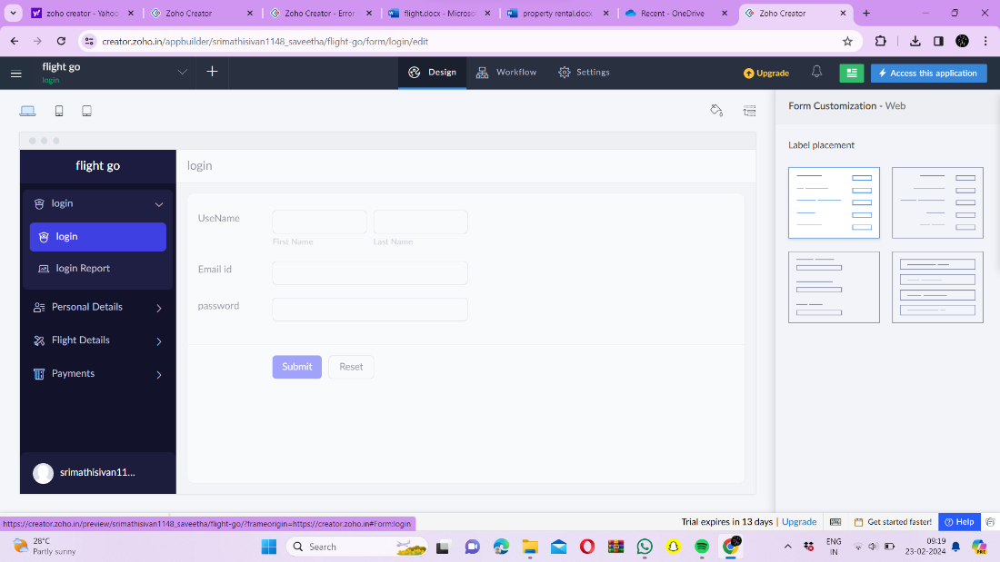 zoho creator - Yahoo
Zoho Creator
Zoho Creator - Error
flight.docx - Microso
property rental.docx
Recent - OneDrive
Zoho Creator
creator.zoho.in/appbuilder/srimathisivan1148_saveetha/flight-go/form/login/edit
flight go
login
Design
Workflow
Settings
Upgrade
Access this application
Form Customization - Web
Label placement
flight go
login
login
login
login Report
Personal Details
Flight Details
Payments
srimathisivan11...
UseName
First Name
Last Name
Email id
password
Submit
Reset
https://creator.zoho.in/preview/srimathisivan1148_saveetha/flight-go/?frameorigin=https://creator.zoho.in#Form:login
Trial expires in 13 days | Upgrade
Get started faster!
Help
28°C
Partly sunny
Search
ENG
IN
09:19
23-02-2024